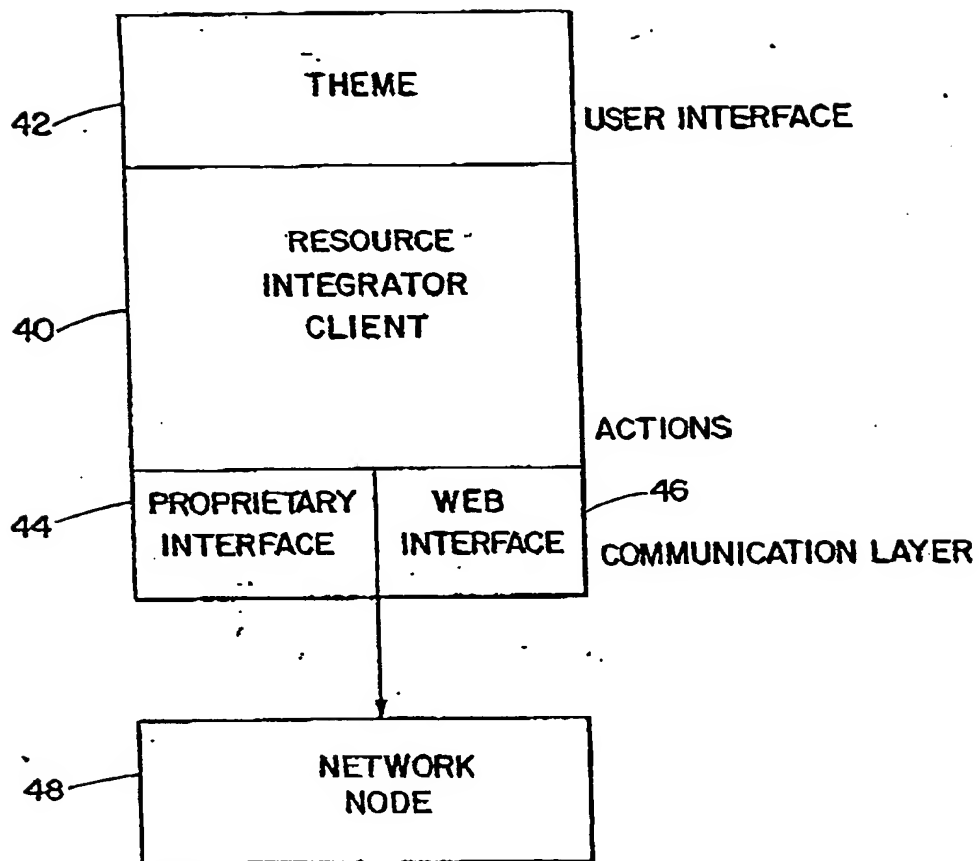 THEME
42
USER INTERFACE
RESOURCE
INTEGRATOR
CLIENT
40
ACTIONS
PROPRIETARY
INTERFACE
44
WEB
INTERFACE
46
COMMUNICATION LAYER
NETWORK
NODE
48